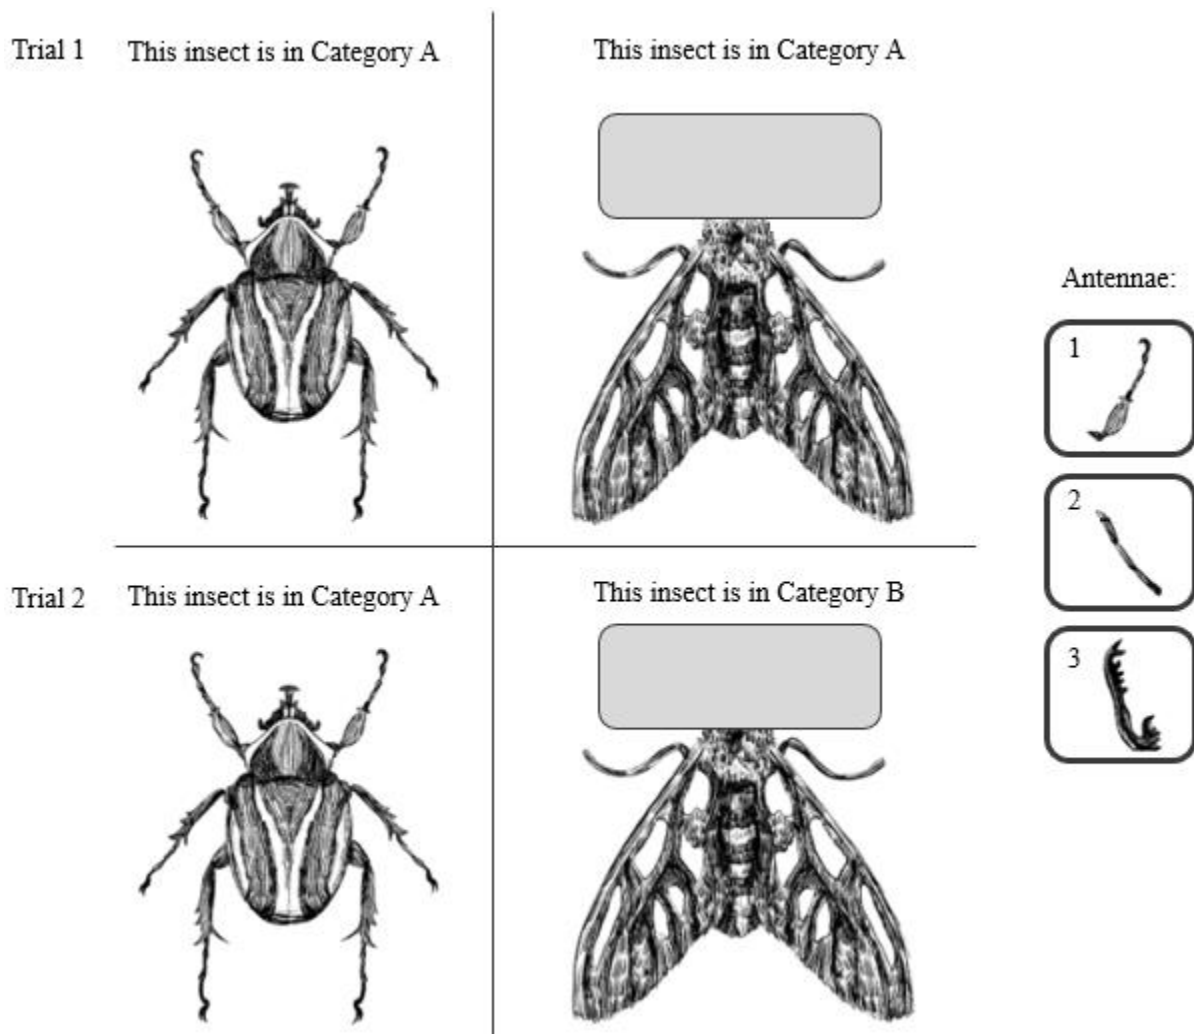 Trial 1
This insect is in Category A
This insect is in Category A
Antennae:
1
2
3
Trial 2
This insect is in Category A
This insect is in Category B